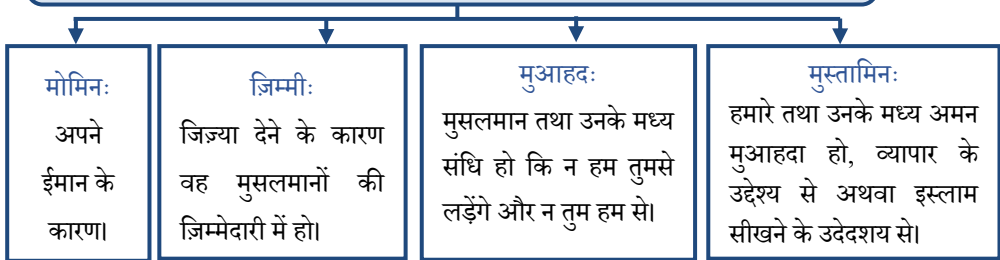 मोमिनः
अपने
ईमान के
कारण।
ज़िम्मीः
जिज़्या देने के कारण
वह मुसलमानों की
ज़िम्मेदारी में हो।
मुआहदः
मुसलमान तथा उनके मध्य
संधि हो कि न हम तुमसे
लड़ेंगे और न तुम हम से।
मुस्तामिनः
हमारे तथा उनके मध्य अमन
मुआहदा हो, व्यापार के
उद्देश्य से अथवा इस्लाम
सीखने के उदेदशय से।